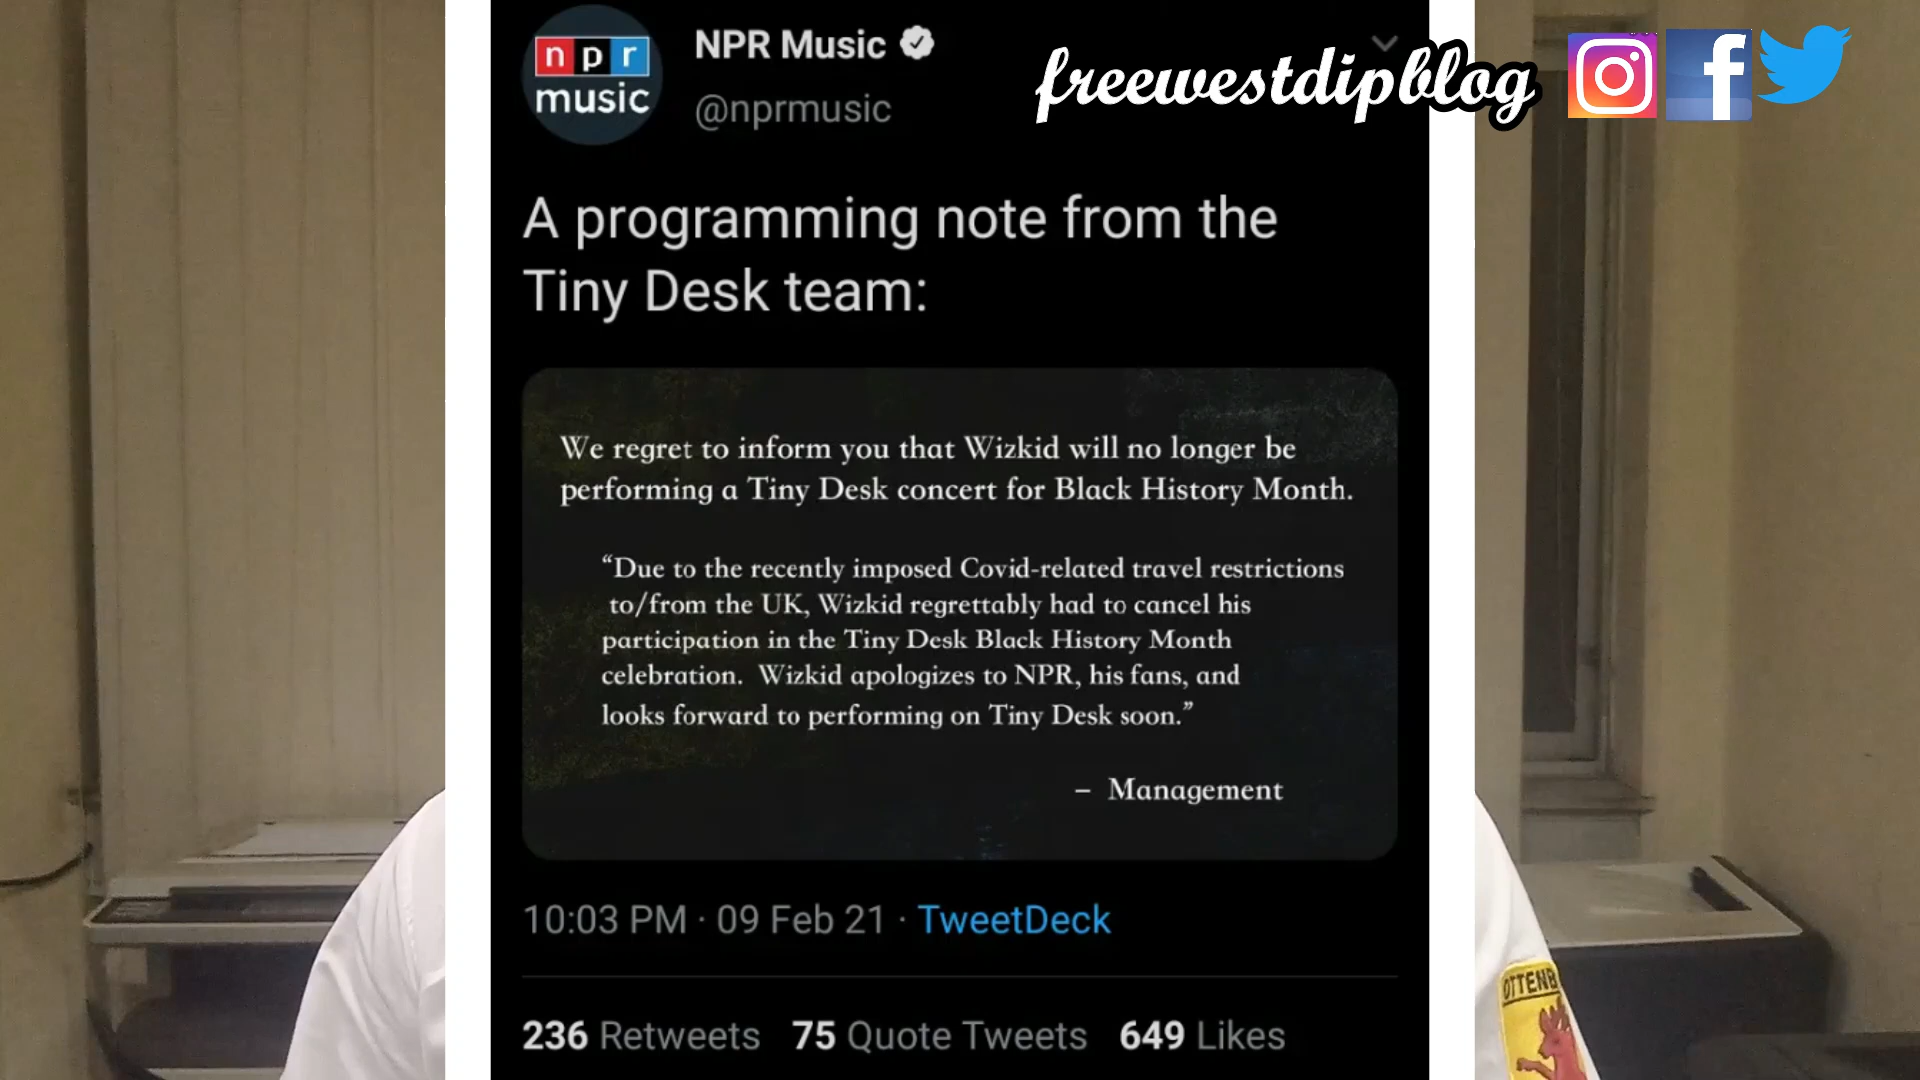 npr
music
NPR Music
@nprmusic
freewestdipblog
A programming note from the
Tiny Desk team:
We regret to inform you that Wizkid will no longer be
performing a Tiny Desk concert for Black History Month.
“Due to the recently imposed Covid-related travel restrictions
to/from the UK, Wizkid regrettably had to cancel his
participation in the Tiny Desk Black History Month
celebration. Wizkid apologizes to NPR, his fans, and
looks forward to performing on Tiny Desk soon.”
– Management
10:03 PM · 09 Feb 21 · TweetDeck
236 Retweets 75 Quote Tweets 649 Likes
OTTENB